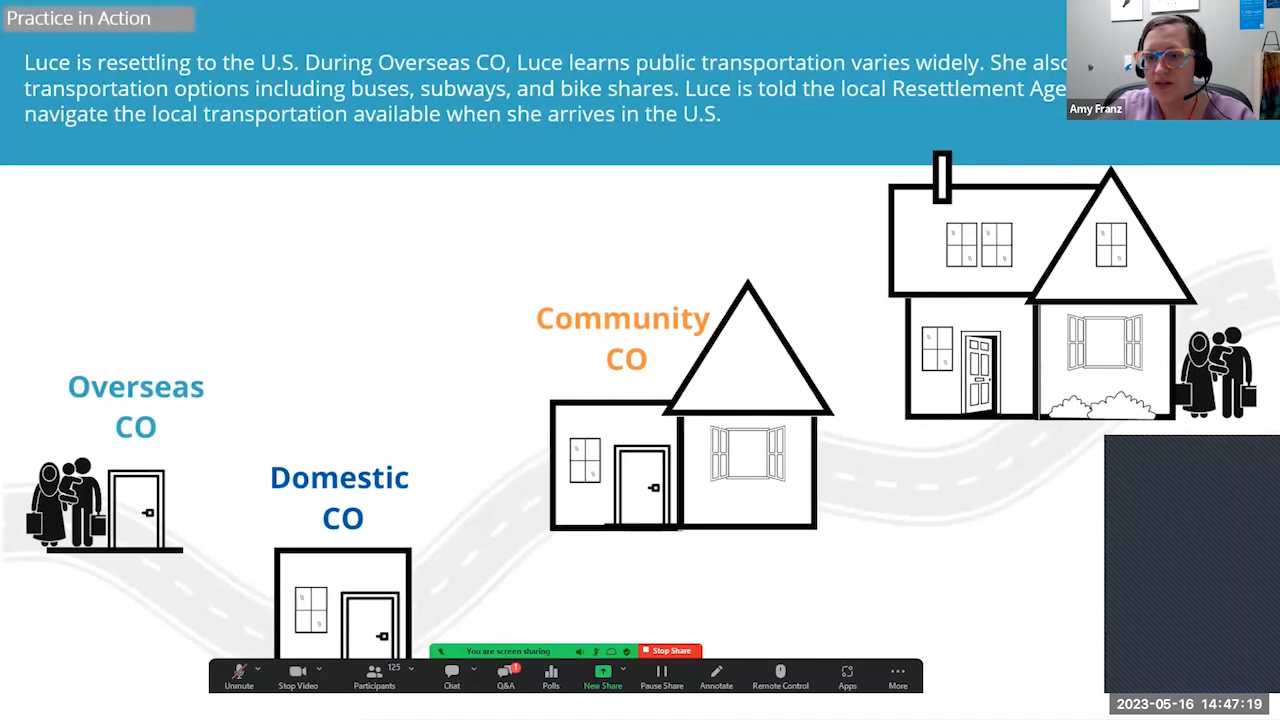 Practice in Action
Luce is resettling to the U.S. During Overseas CO, Luce learns public transportation varies widely. She also
transportation options including buses, subways, and bike shares. Luce is told the local Resettlement Age
navigate the local transportation available when she arrives in the U.S.
Amy Franz
Community
CO
Overseas
CO
Domestic
CO
You are screen sharing
Stop Share
125
1
Unmute
Stop Video
Participants
Chat
Q&A
Polls
New Share
Pause Share
Annotate
Remote Control
Apps
More
2023-05-16 14:47:19